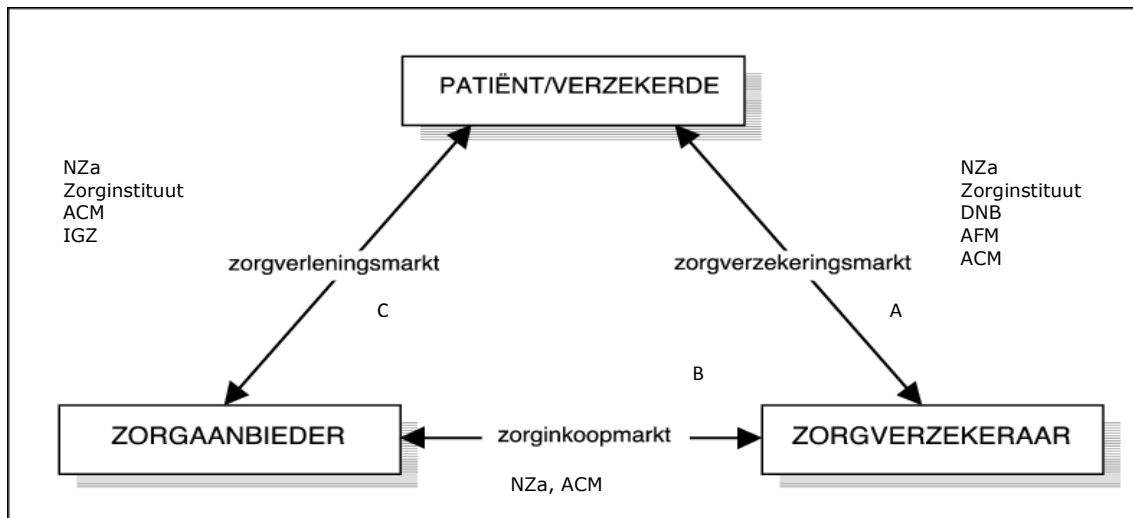 PATIËNT/VERZEKERDE
NZa
Zorginstituut
ACM
IGZ
NZa
Zorginstituut
DNB
AFM
ACM
zorgverleningsmarkt
zorgverzekeringsmarkt
C
A
B
ZORGAANBIEDER
zorginkoopmarkt
ZORGVERZEKERAAR
NZa, ACM